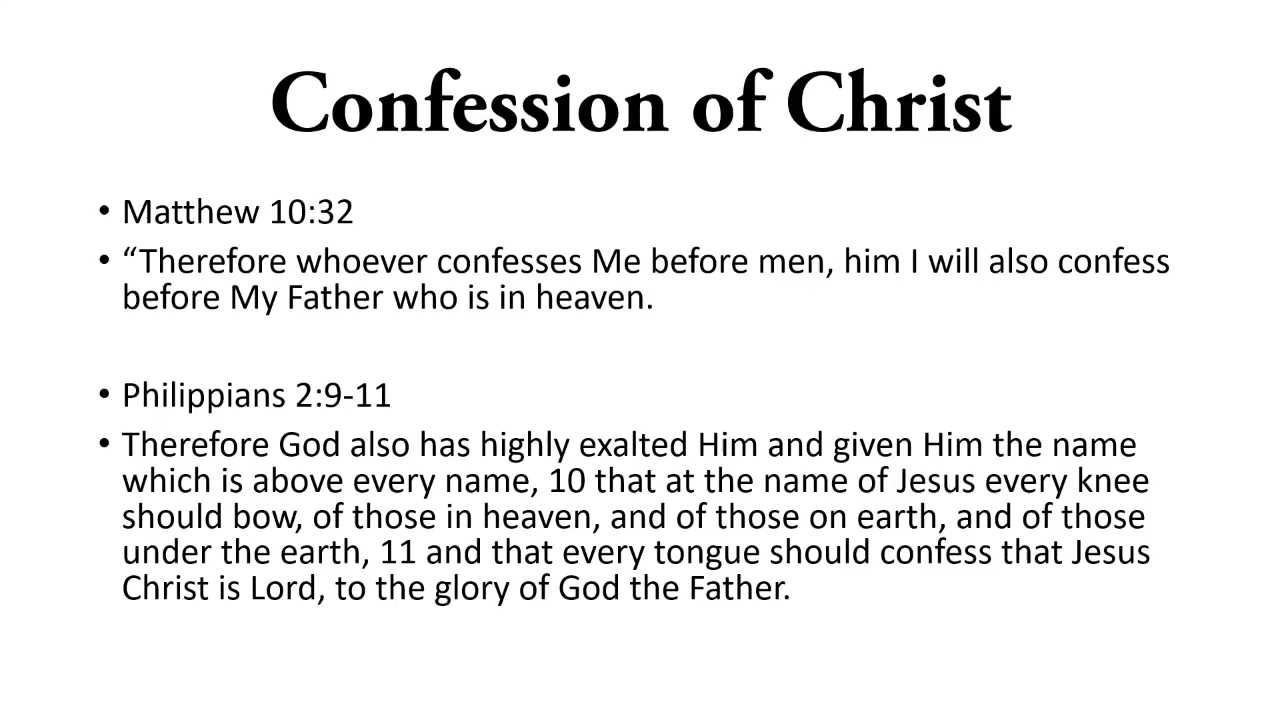 Confession of Christ
• Matthew 10:32
• “Therefore whoever confesses Me before men, him I will also confess
before My Father who is in heaven.
• Philippians 2:9-11
• Therefore God also has highly exalted Him and given Him the name
which is above every name, 10 that at the name of Jesus every knee
should bow, of those in heaven, and of those on earth, and of those
under the earth, 11 and that every tongue should confess that Jesus
Christ is Lord, to the glory of God the Father.